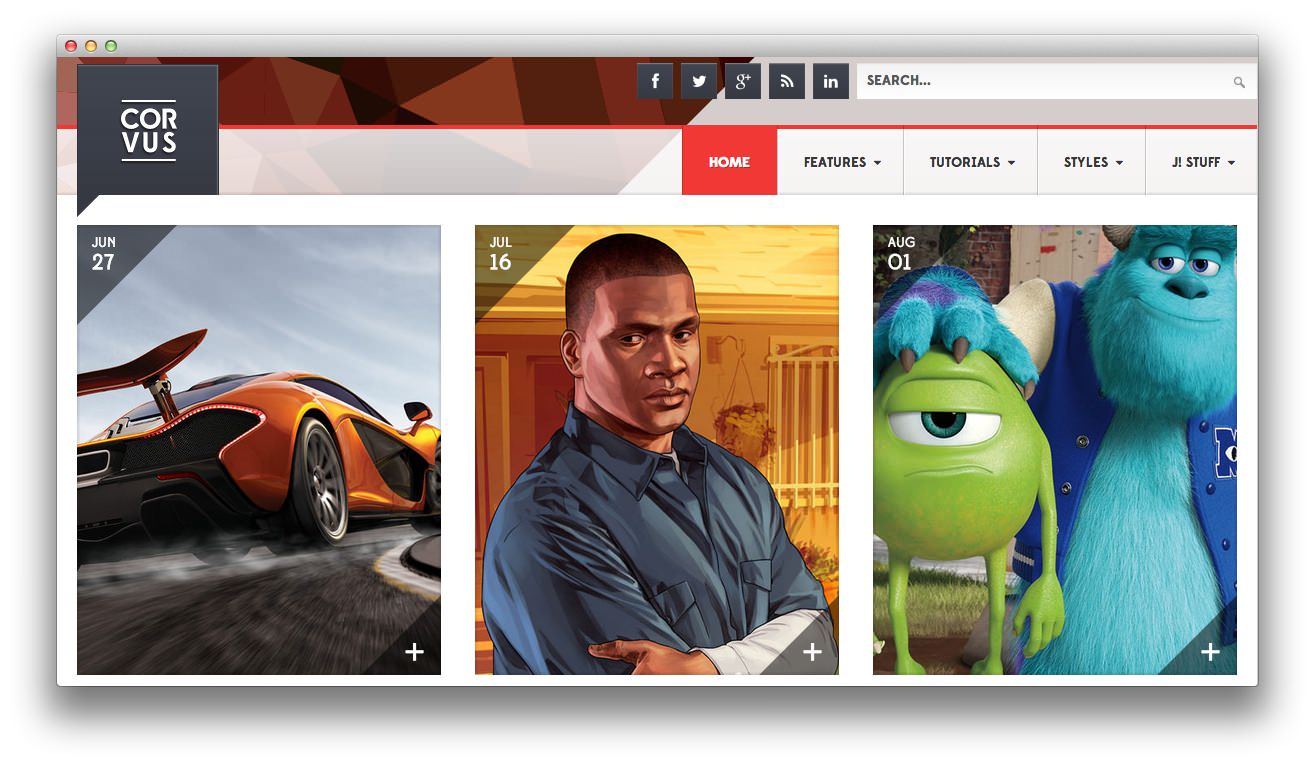 COR
VUS
f g+ in
SEARCH...
HOME FEATURES TUTORIALS STYLES J! STUFF
JUN
27
JUL
16
AUG
01
M